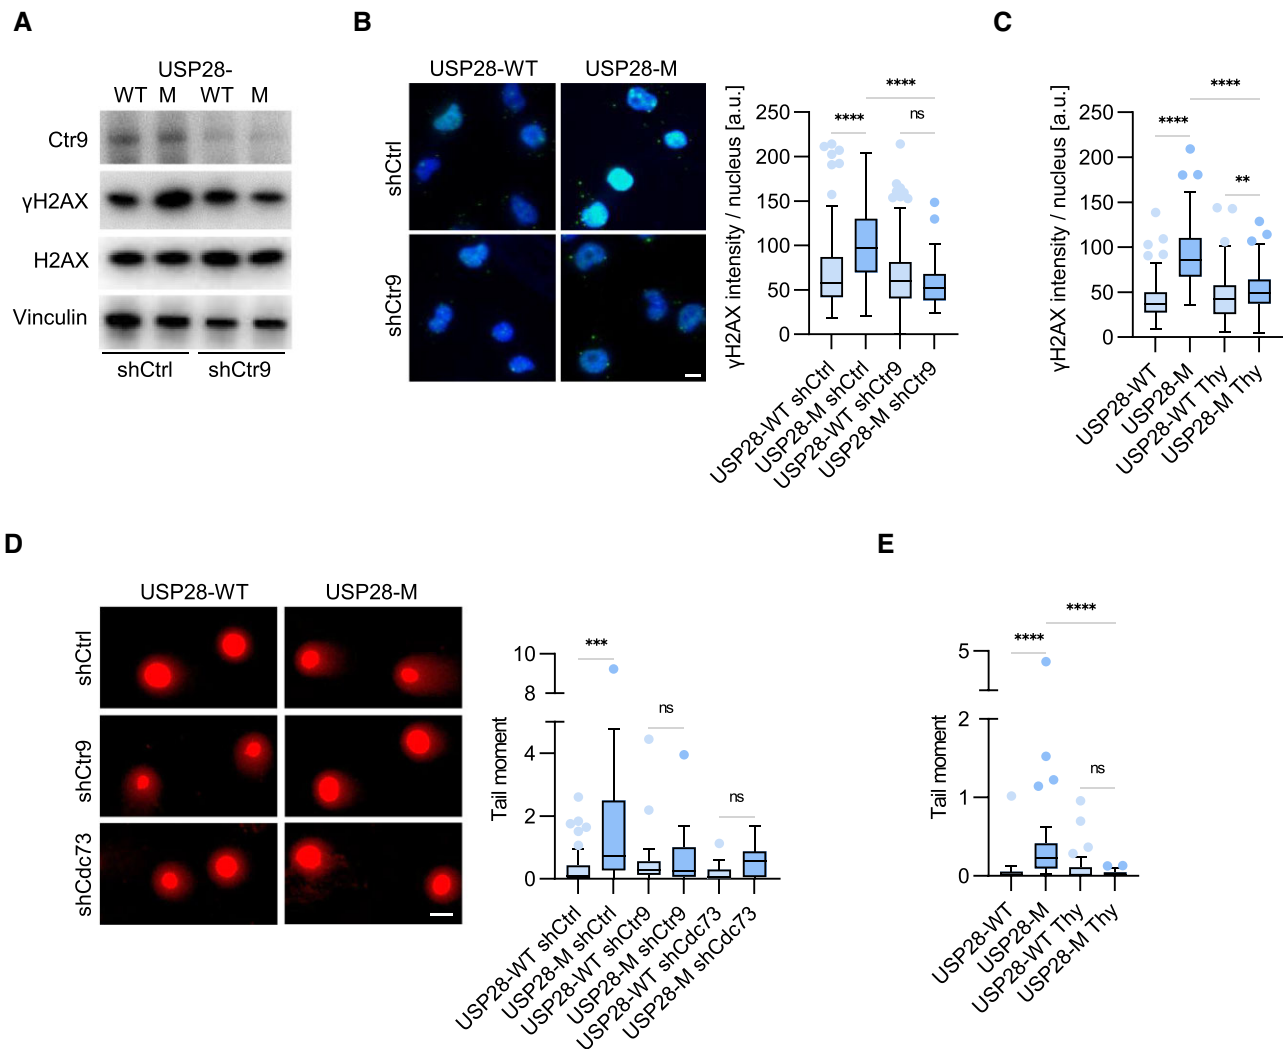 A
USP28-
WT M WT M
Ctr9
γH2AX
H2AX
Vinculin
shCtrl shCtr9
B
USP28-WT USP28-M
shCtrl
shCtr9
γH2AX intensity / nucleus [a.u.]
250
200
150
100
50
0
****
****
ns
USP28-WT shCtrl
USP28-M shCtrl
USP28-WT shCtr9
USP28-M shCtr9
C
γH2AX intensity / nucleus [a.u.]
250
200
150
100
50
0
****
****
**
USP28-WT
USP28-M
USP28-WT Thy
USP28-M Thy
D
USP28-WT USP28-M
shCtrl
shCtr9
shCdc73
Tail moment
10
8
4
2
0
***
ns
ns
USP28-WT shCtrl
USP28-M shCtrl
USP28-WT shCtr9
USP28-M shCtr9
USP28-WT shCdc73
USP28-M shCdc73
E
Tail moment
5
2
1
0
****
****
ns
USP28-WT
USP28-M
USP28-WT Thy
USP28-M Thy